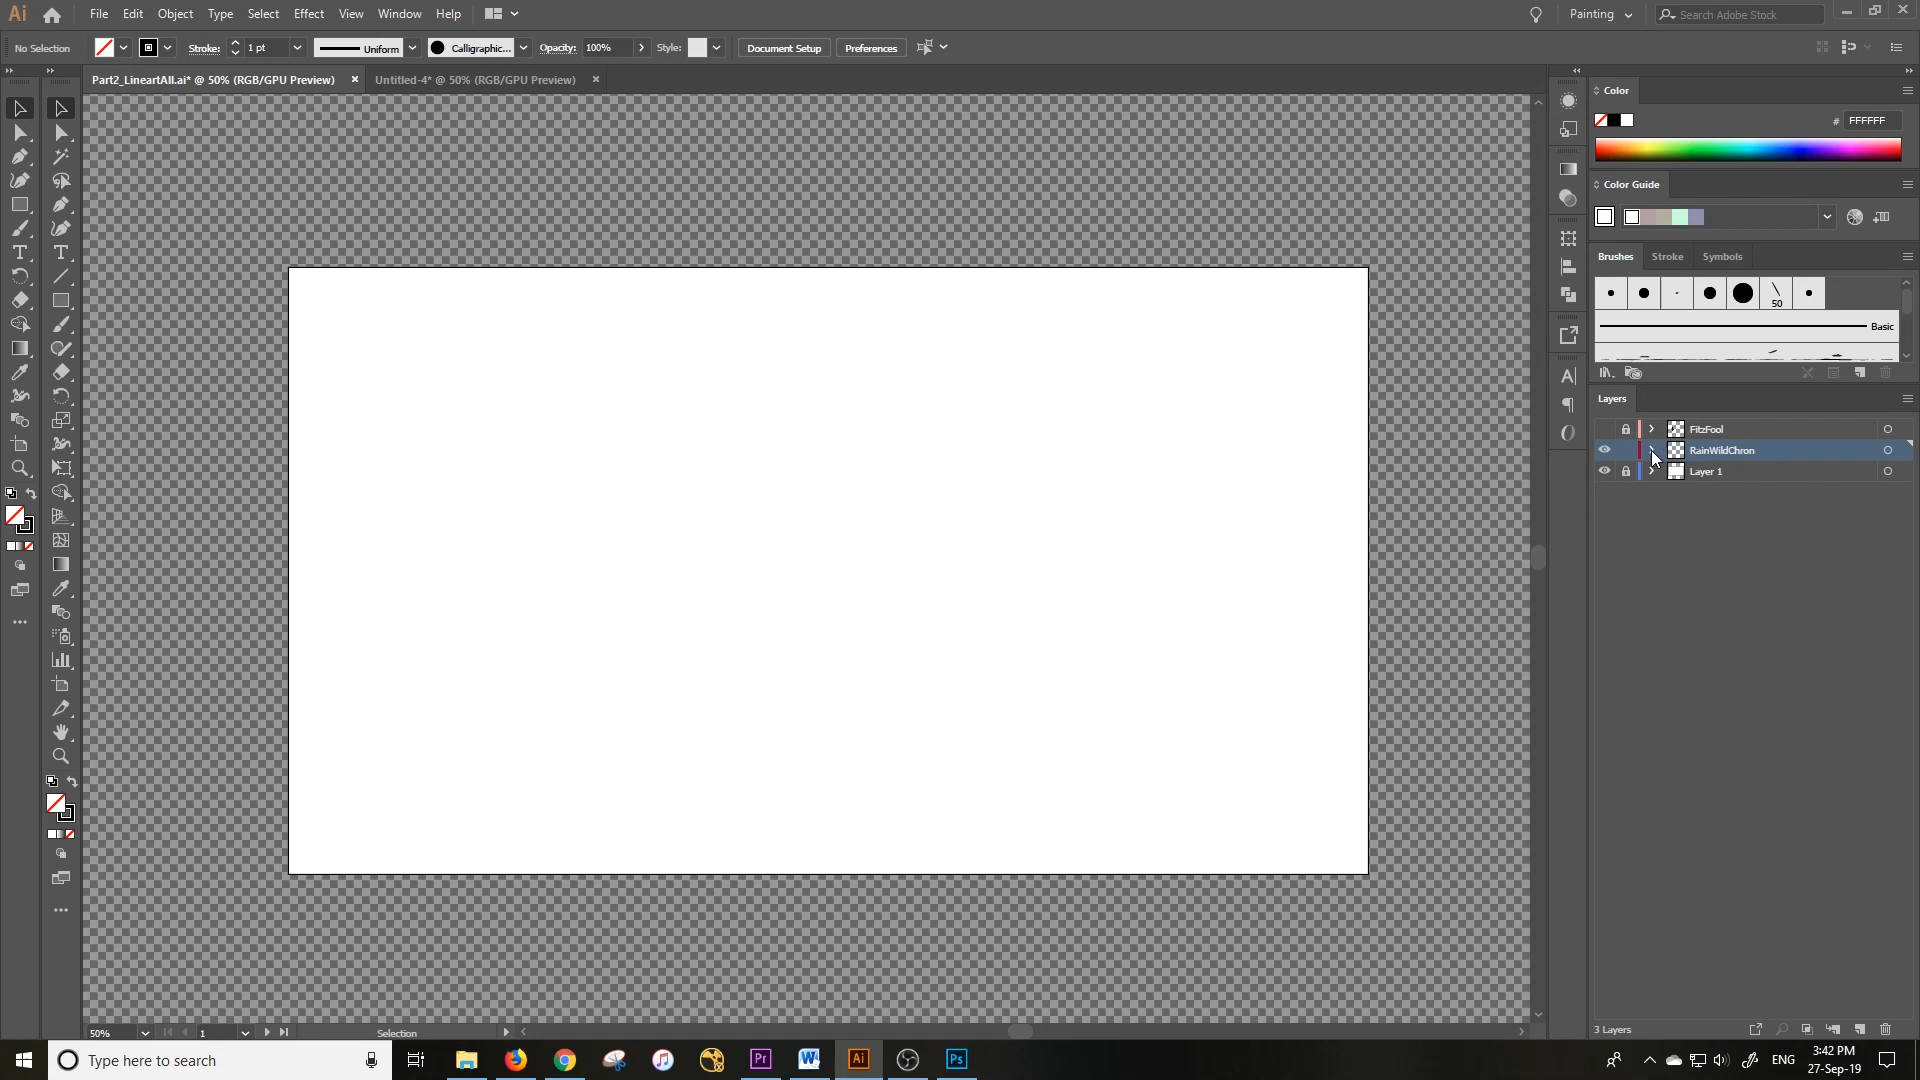 Ai File Edit Object Type Select Effect View Window Help Painting Search Adobe Stock
No Selection Stroke: 1 pt Uniform Calligraphic... Opacity: 100% Style: Document Setup Preferences
Part2_LineartAll.ai* @ 50% (RGB/GPU Preview) Untitled-4* @ 50% (RGB/GPU Preview)
Color
# FFFFFF
Color Guide
Brushes Stroke Symbols
50
Basic
Layers
FitzFool
RainWildChron
Layer 1
3 Layers
50% 1 Selection
Type here to search Pr W Ai Ps ENG 3:42 PM
27-Sep-19